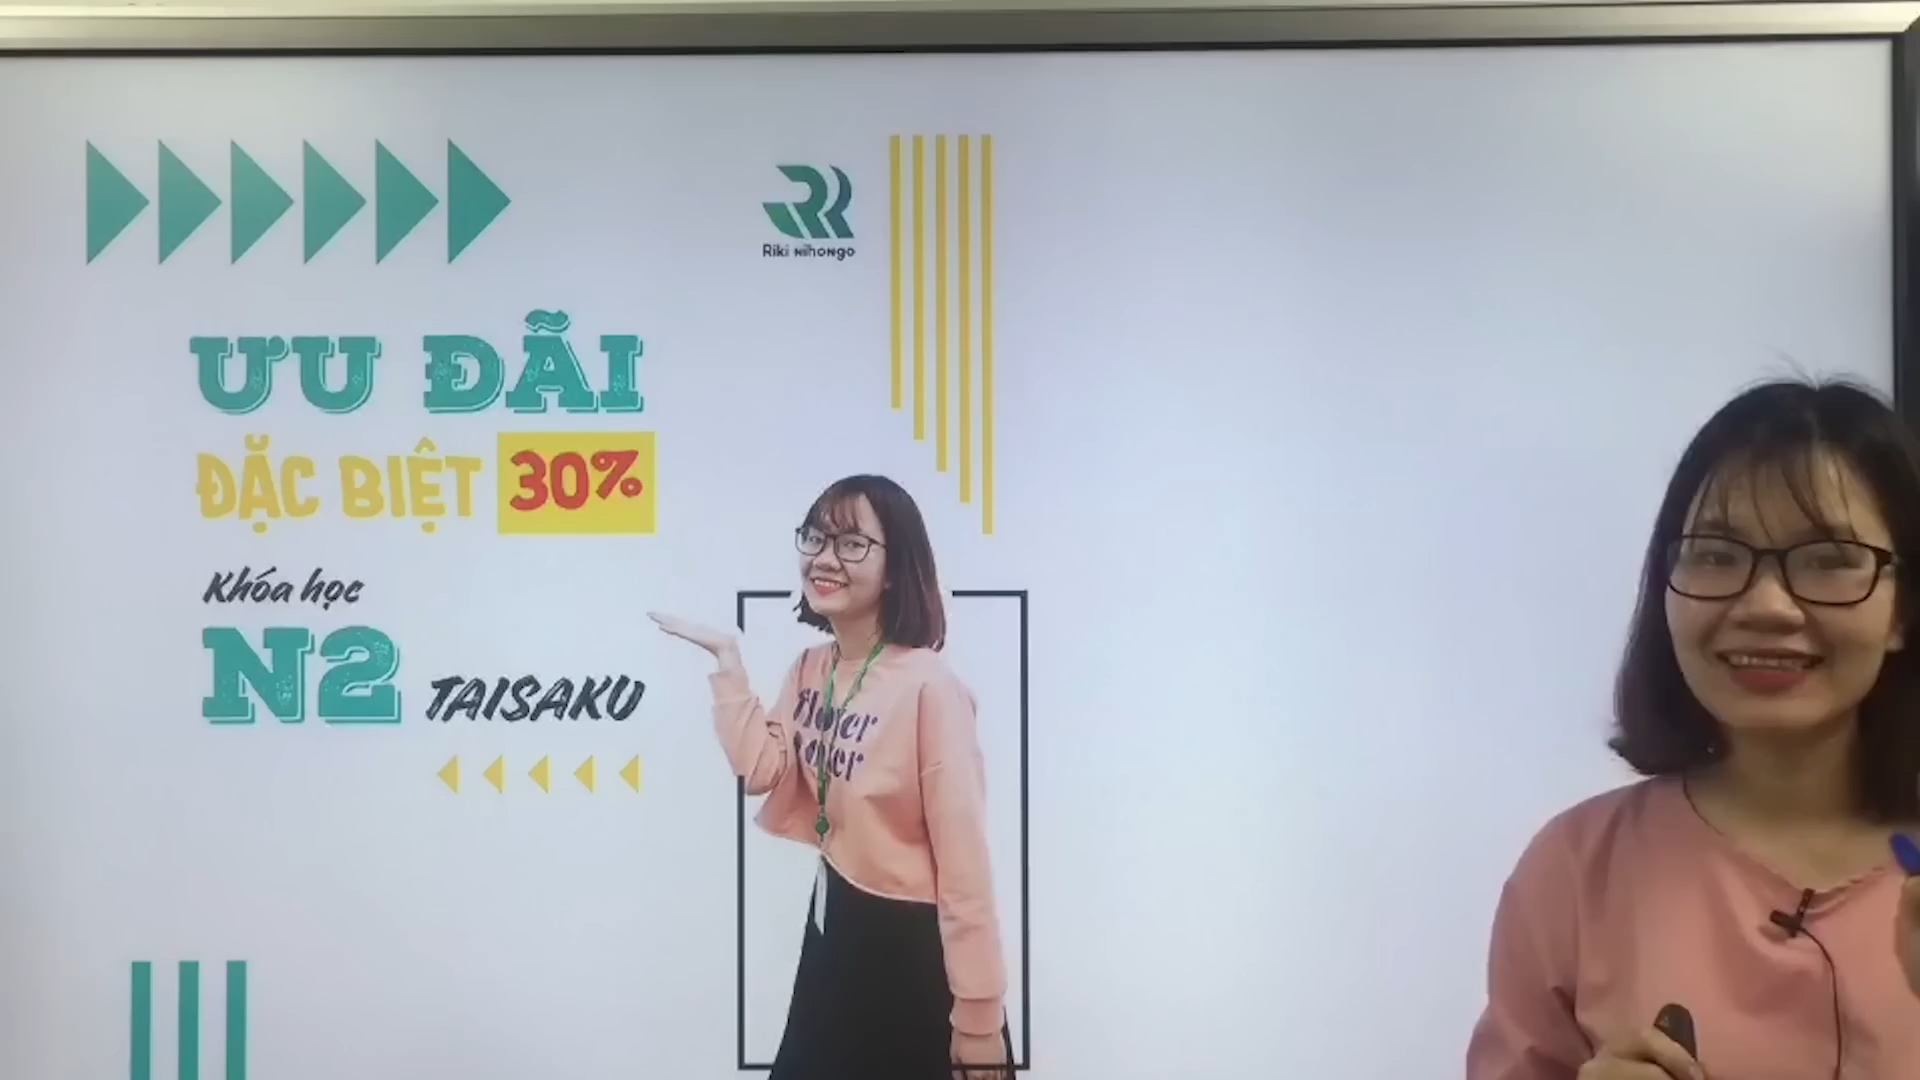 Riki Nihongo
ƯU ĐÃI
ĐẶC BIỆT 30%
Khóa học
N2 TAISAKU